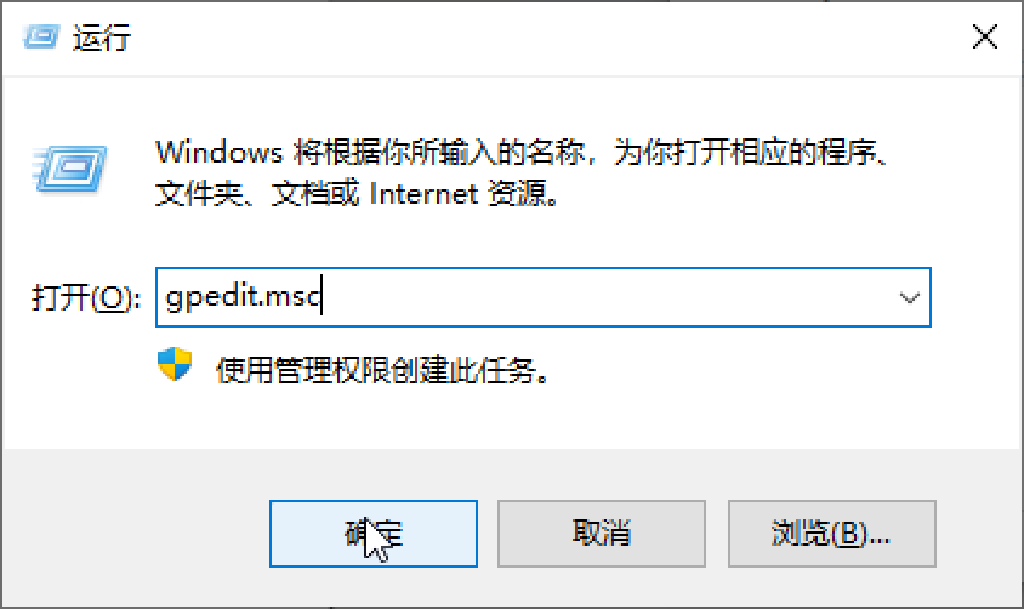 运行
Windows 将根据你所输入的名称，为你打开相应的程序、
文件夹、文档或 Internet 资源。
打开(O): gpedit.msc
使用管理权限创建此任务。
确定 取消 浏览(B)...